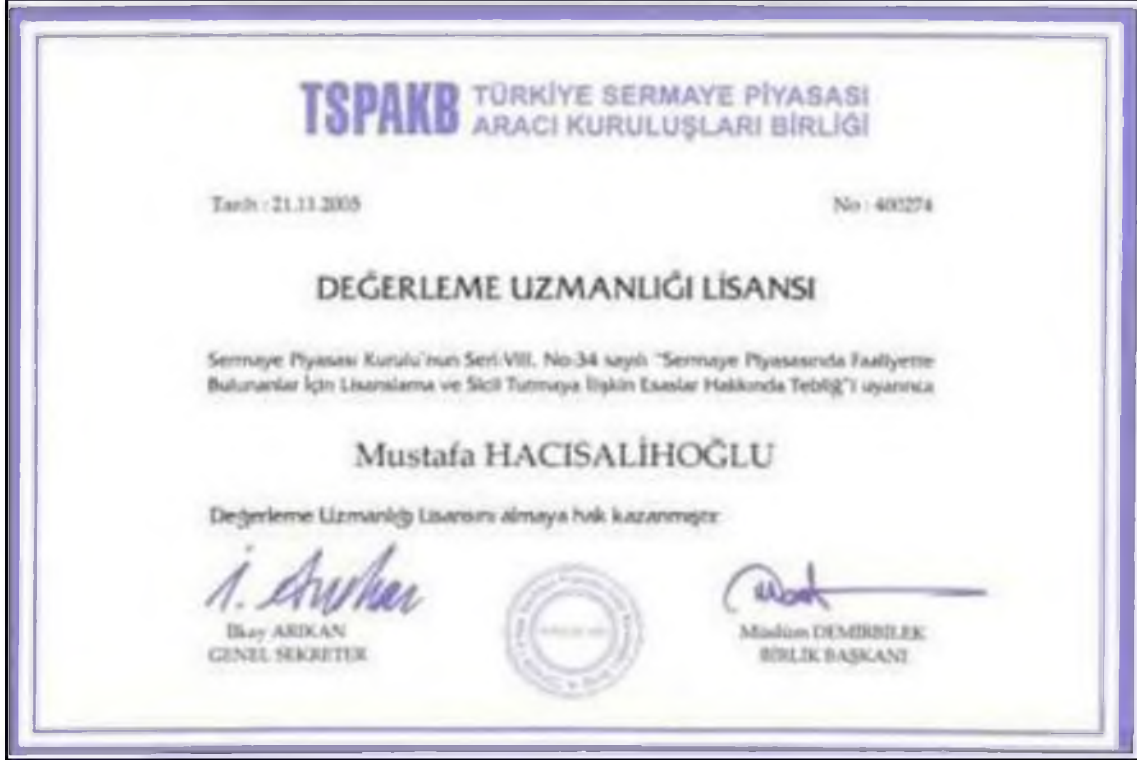 TSPAKB TÜRKİYE SERMAYE PİYASASI
ARACI KURULUŞLARI BİRLİĞİ
Tarih : 21.11.2005
No : 400274
DEĞERLEME UZMANLIĞI LİSANSI
Sermaye Piyasası Kurulu'nun Seri:VIII, No:34 sayılı "Sermaye Piyasasında Faaliyette
Bulunanlar İçin Lisanslama ve Sicil Tutmaya İlişkin Esaslar Hakkında Tebliğ"i uyarınca
Mustafa HACISALİHOĞLU
Değerleme Uzmanlığı Lisansını almaya hak kazanmıştır.
İlkay ARIKAN
GENEL SEKRETER
Müslüm DEMİRBİLEK
BİRLİK BAŞKANI